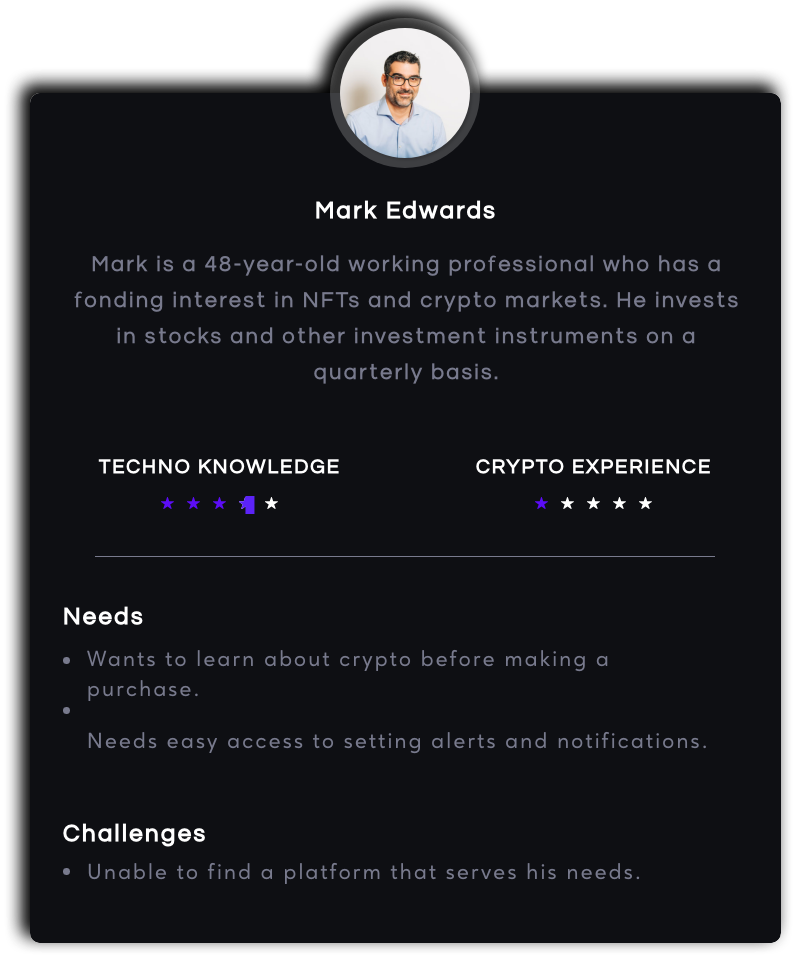 Mark Edwards
Mark is a 48-year-old working professional who has a
fonding interest in NFTs and crypto markets. He invests
in stocks and other investment instruments on a
quarterly basis.
TECHNO KNOWLEDGE
CRYPTO EXPERIENCE
Needs
Wants to learn about crypto before making a
purchase.
Needs easy access to setting alerts and notifications.
Challenges
Unable to find a platform that serves his needs.